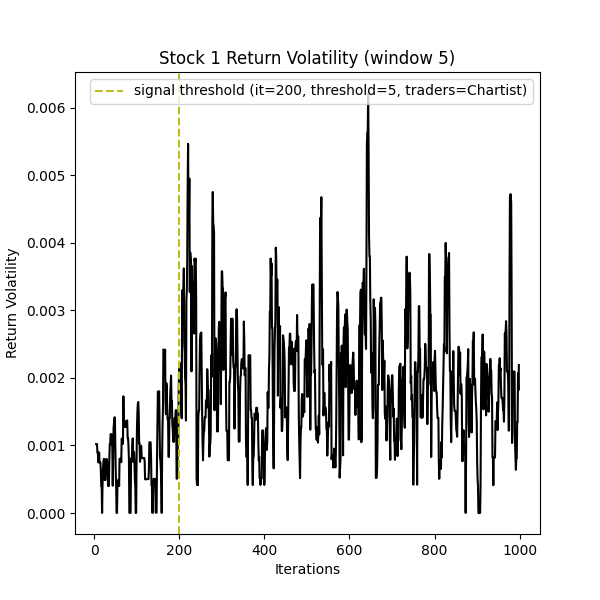 Stock 1 Return Volatility (window 5)
signal threshold (it=200, threshold=5, traders=Chartist)
0.006
0.005
0.004
0.003
0.002
0.001
0.000
Return Volatility
0 200 400 600 800 1000
Iterations